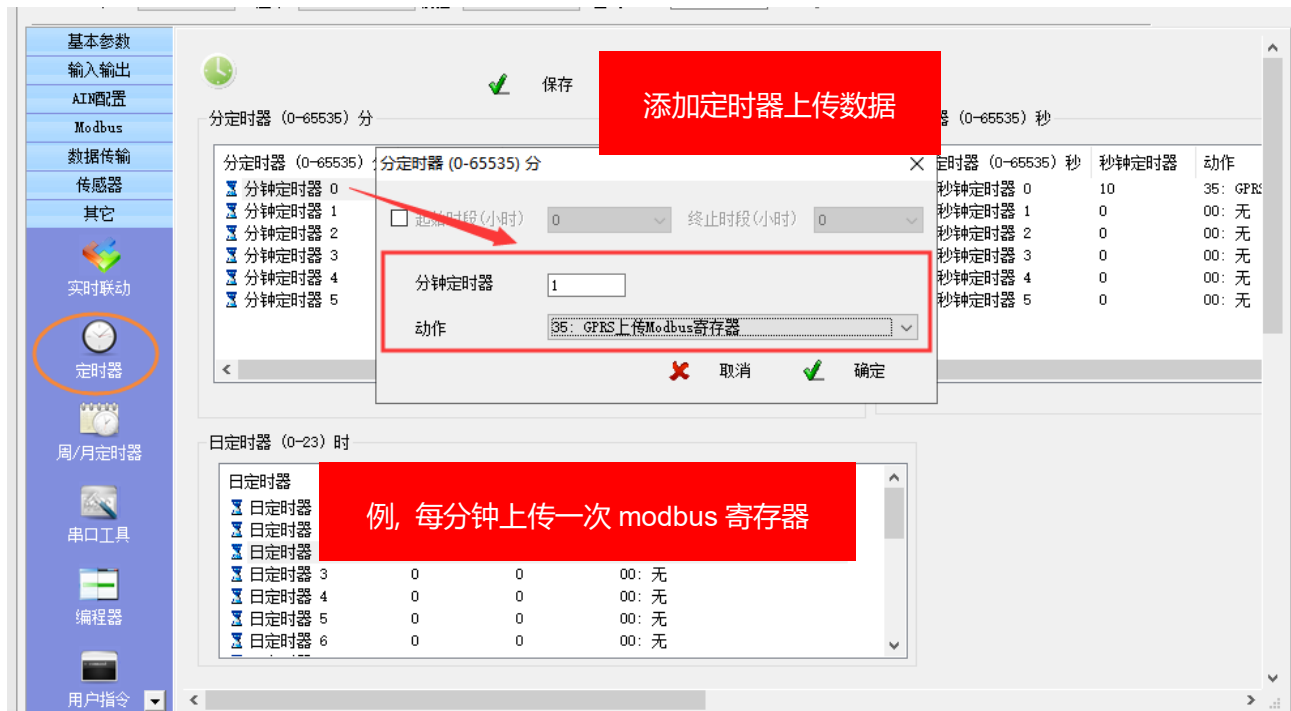 基本参数
输入输出
AIN配置
Modbus
数据传输
传感器
其它
实时联动
定时器
周/月定时器
串口工具
编程器
用户指令
保存
添加定时器上传数据
分定时器 (0-65535) 分
器 (0-65535) 秒
分定时器 (0-65535)
分钟定时器 0
分钟定时器 1
分钟定时器 2
分钟定时器 3
分钟定时器 4
分钟定时器 5
分定时器 (0-65535) 分
起始时段(小时) 0 终止时段(小时) 0
分钟定时器 1
动作 35: GPRS上传Modbus寄存器
取消 确定
定时器 (0-65535) 秒 秒钟定时器 动作
秒钟定时器 0 10 35: GPRS
秒钟定时器 1 0 00: 无
秒钟定时器 2 0 00: 无
秒钟定时器 3 0 00: 无
秒钟定时器 4 0 00: 无
秒钟定时器 5 0 00: 无
日定时器 (0-23) 时
日定时器
日定时器
日定时器
日定时器
例, 每分钟上传一次 modbus 寄存器
日定时器 3 0 0 00: 无
日定时器 4 0 0 00: 无
日定时器 5 0 0 00: 无
日定时器 6 0 0 00: 无